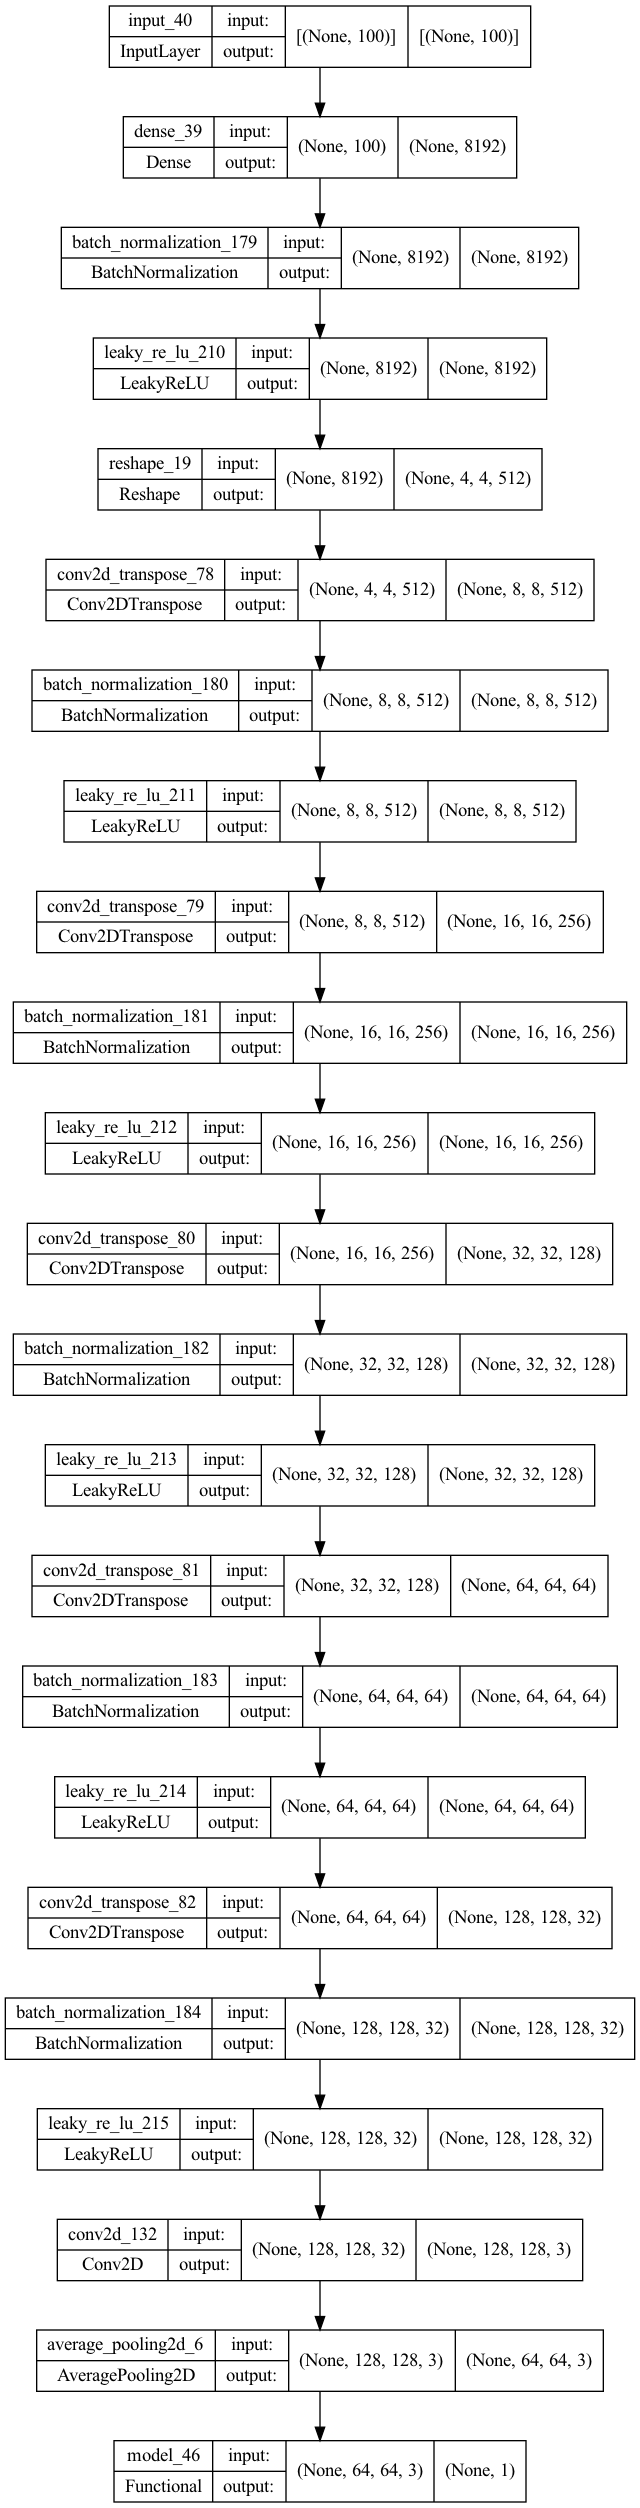 input_40 input: [(None, 100)] [(None, 100)]
InputLayer output:
dense_39 input: (None, 100) (None, 8192)
Dense output:
batch_normalization_179 input: (None, 8192) (None, 8192)
BatchNormalization output:
leaky_re_lu_210 input: (None, 8192) (None, 8192)
LeakyReLU output:
reshape_19 input: (None, 8192) (None, 4, 4, 512)
Reshape output:
conv2d_transpose_78 input: (None, 4, 4, 512) (None, 8, 8, 512)
Conv2DTranspose output:
batch_normalization_180 input: (None, 8, 8, 512) (None, 8, 8, 512)
BatchNormalization output:
leaky_re_lu_211 input: (None, 8, 8, 512) (None, 8, 8, 512)
LeakyReLU output:
conv2d_transpose_79 input: (None, 8, 8, 512) (None, 16, 16, 256)
Conv2DTranspose output:
batch_normalization_181 input: (None, 16, 16, 256) (None, 16, 16, 256)
BatchNormalization output:
leaky_re_lu_212 input: (None, 16, 16, 256) (None, 16, 16, 256)
LeakyReLU output:
conv2d_transpose_80 input: (None, 16, 16, 256) (None, 32, 32, 128)
Conv2DTranspose output:
batch_normalization_182 input: (None, 32, 32, 128) (None, 32, 32, 128)
BatchNormalization output:
leaky_re_lu_213 input: (None, 32, 32, 128) (None, 32, 32, 128)
LeakyReLU output:
conv2d_transpose_81 input: (None, 32, 32, 128) (None, 64, 64, 64)
Conv2DTranspose output:
batch_normalization_183 input: (None, 64, 64, 64) (None, 64, 64, 64)
BatchNormalization output:
leaky_re_lu_214 input: (None, 64, 64, 64) (None, 64, 64, 64)
LeakyReLU output:
conv2d_transpose_82 input: (None, 64, 64, 64) (None, 128, 128, 32)
Conv2DTranspose output:
batch_normalization_184 input: (None, 128, 128, 32) (None, 128, 128, 32)
BatchNormalization output:
leaky_re_lu_215 input: (None, 128, 128, 32) (None, 128, 128, 32)
LeakyReLU output:
conv2d_132 input: (None, 128, 128, 32) (None, 128, 128, 3)
Conv2D output:
average_pooling2d_6 input: (None, 128, 128, 3) (None, 64, 64, 3)
AveragePooling2D output:
model_46 input: (None, 64, 64, 3) (None, 1)
Functional output: